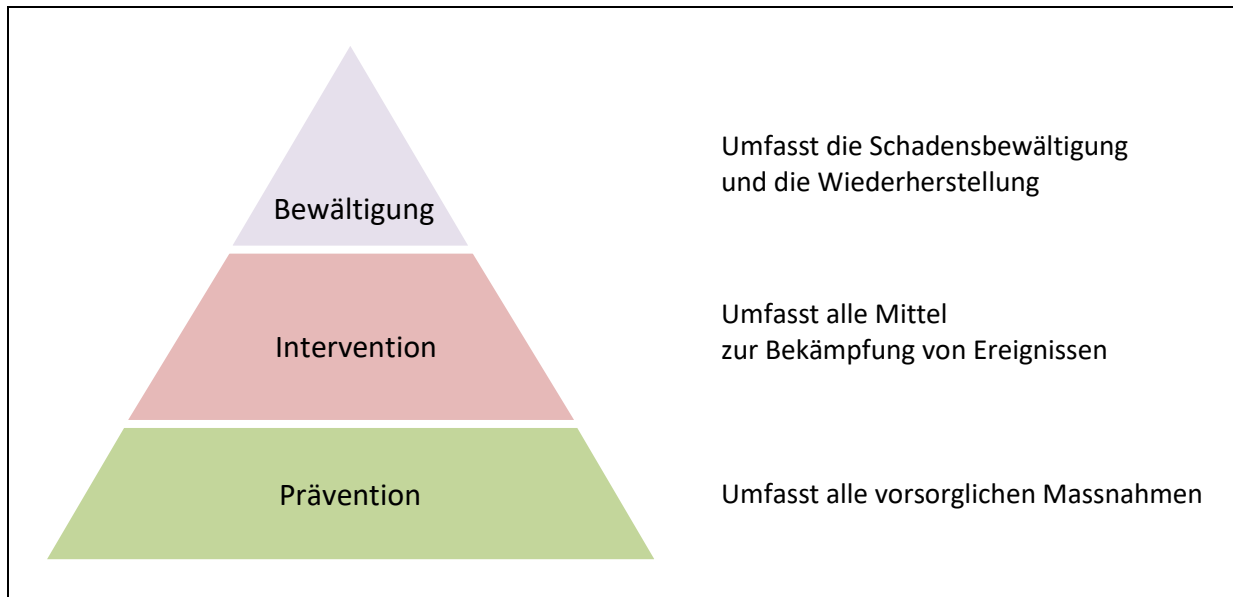 Bewältigung
Umfasst die Schadensbewältigung
und die Wiederherstellung
Intervention
Umfasst alle Mittel
zur Bekämpfung von Ereignissen
Prävention
Umfasst alle vorsorglichen Massnahmen